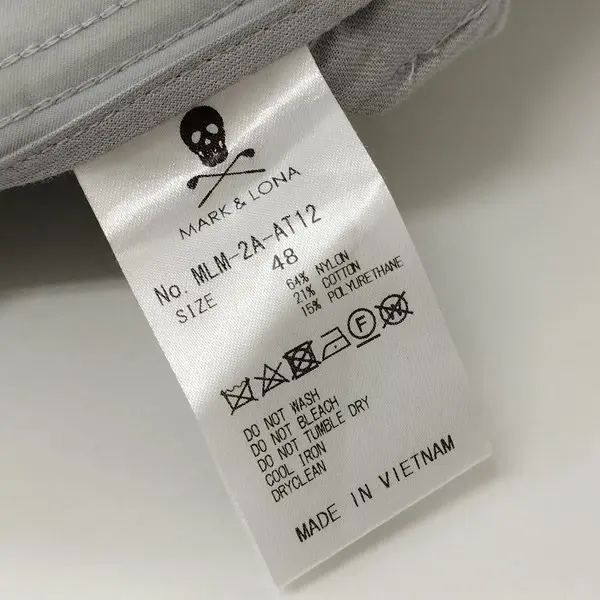 MARK & LONA
No. MLM-2A-AT12
SIZE 48
64% NYLON
21% COTTON
15% POLYURETHANE
F W
DO NOT WASH
DO NOT BLEACH
DO NOT TUMBLE DRY
COOL IRON
DRYCLEAN
MADE IN VIETNAM